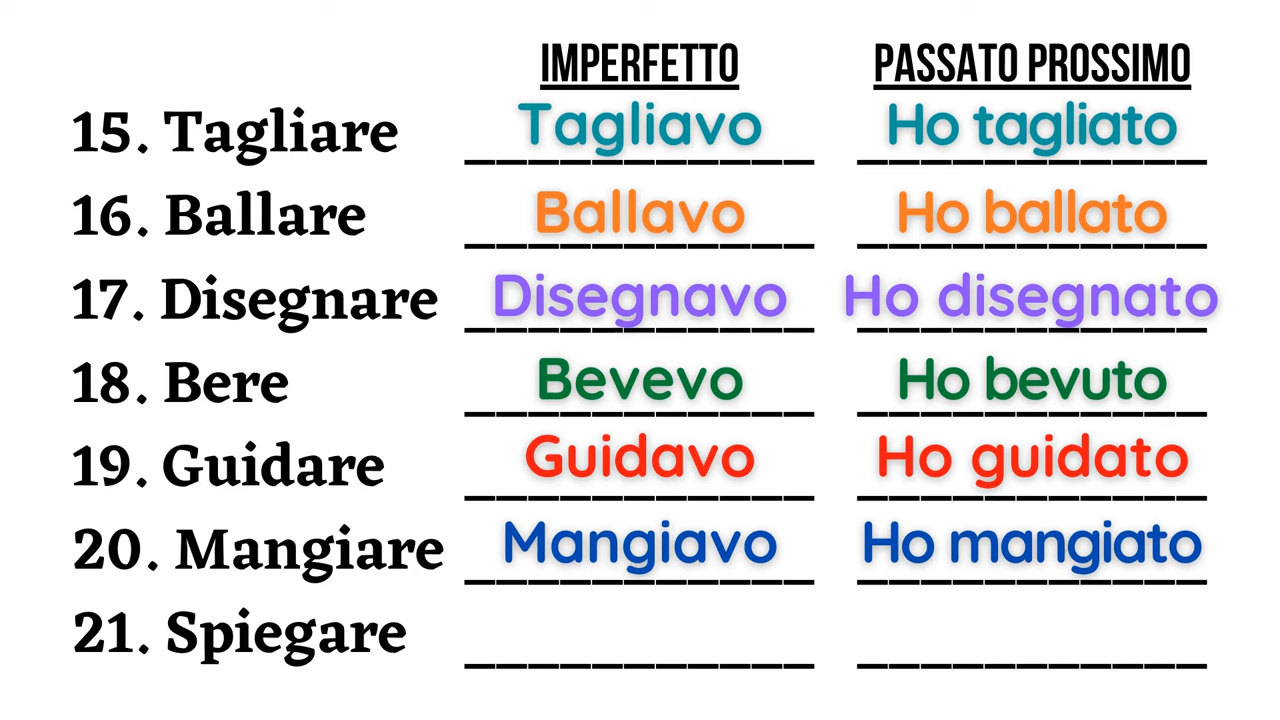 IMPERFETTO PASSATO PROSSIMO
15. Tagliare Tagliavo Ho tagliato
16. Ballare Ballavo Ho ballato
17. Disegnare Disegnavo Ho disegnato
18. Bere Bevevo Ho bevuto
19. Guidare Guidavo Ho guidato
20. Mangiare Mangiavo Ho mangiato
21. Spiegare